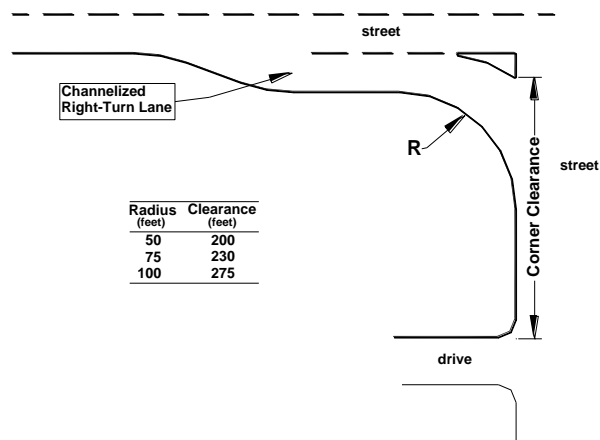 street
Channelized
Right-Turn Lane
R
Corner Clearance
street
Radius Clearance
(feet) (feet)
50 200
75 230
100 275
drive